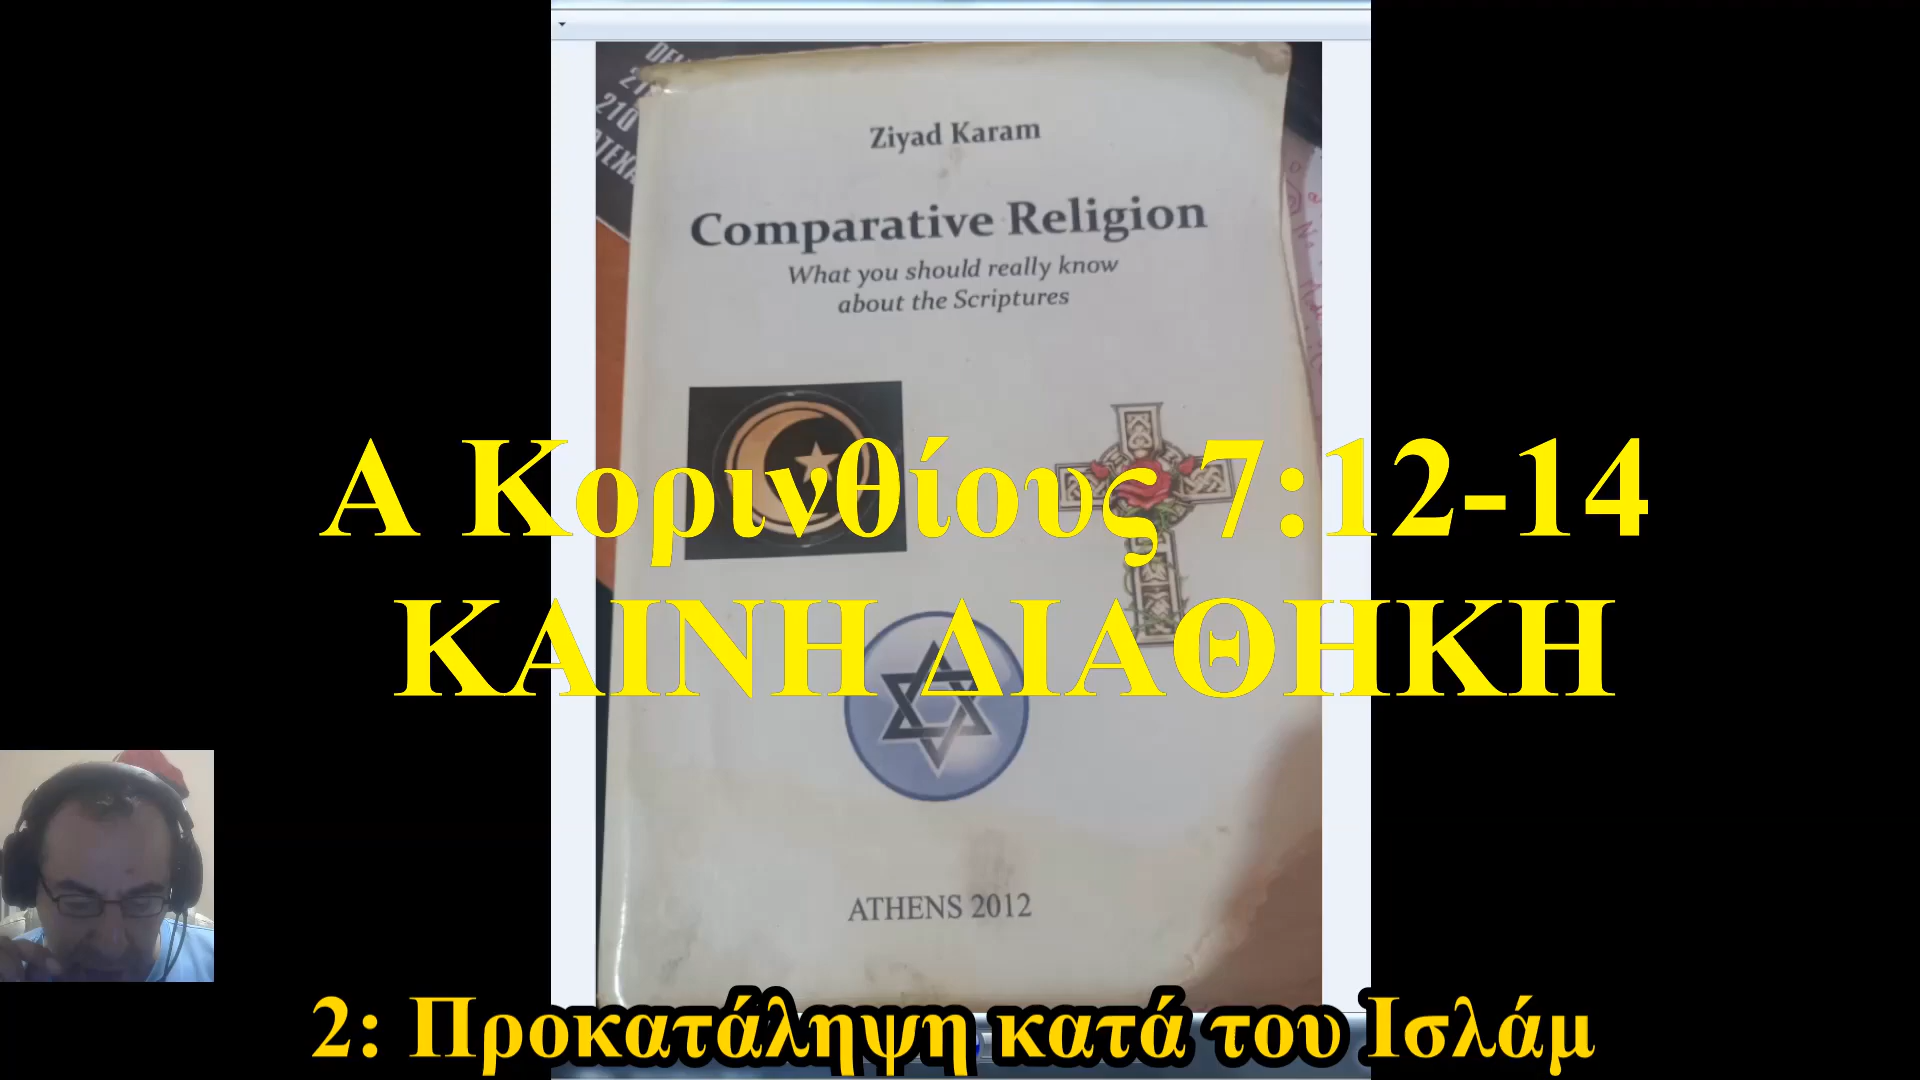 210
Ziyad Karam
Comparative Religion
What you should really know
about the Scriptures
Α Κορινθίους 7:12-14
ΚΑΙΝΗ ΔΙΑΘΗΚΗ
ATHENS 2012
2: Προκατάληψη κατά του Ισλάμ